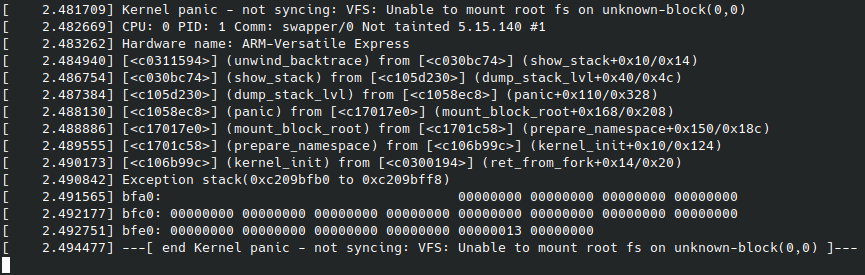 [    2.481709] Kernel panic - not syncing: VFS: Unable to mount root fs on unknown-block(0,0)
[    2.482669] CPU: 0 PID: 1 Comm: swapper/0 Not tainted 5.15.140 #1
[    2.483262] Hardware name: ARM-Versatile Express
[    2.484940] [<c0311594>] (unwind_backtrace) from [<c030bc74>] (show_stack+0x10/0x14)
[    2.486754] [<c030bc74>] (show_stack) from [<c105d230>] (dump_stack_lvl+0x40/0x4c)
[    2.487384] [<c105d230>] (dump_stack_lvl) from [<c1058ec8>] (panic+0x110/0x328)
[    2.488130] [<c1058ec8>] (panic) from [<c17017e0>] (mount_block_root+0x168/0x208)
[    2.488886] [<c17017e0>] (mount_block_root) from [<c1701c58>] (prepare_namespace+0x150/0x18c)
[    2.489555] [<c1701c58>] (prepare_namespace) from [<c106b99c>] (kernel_init+0x10/0x124)
[    2.490173] [<c106b99c>] (kernel_init) from [<c0300194>] (ret_from_fork+0x14/0x20)
[    2.490842] Exception stack(0xc209bfb0 to 0xc209bff8)
[    2.491565] bfa0:                                     00000000 00000000 00000000 00000000
[    2.492177] bfc0: 00000000 00000000 00000000 00000000 00000000 00000000 00000000 00000000
[    2.492751] bfe0: 00000000 00000000 00000000 00000000 00000013 00000000
[    2.494477] ---[ end Kernel panic - not syncing: VFS: Unable to mount root fs on unknown-block(0,0) ]---